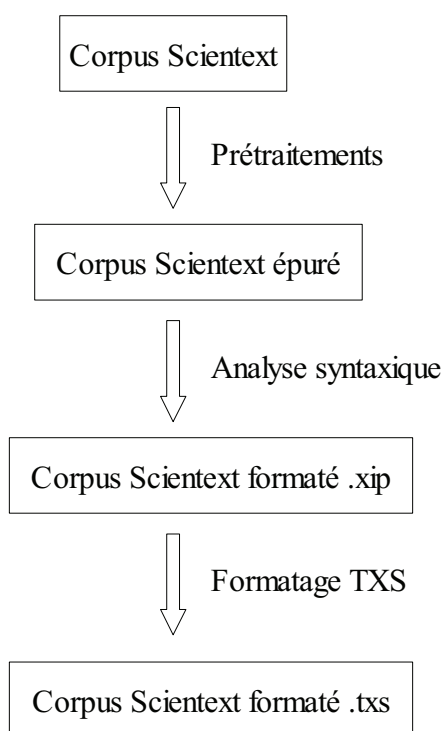 Corpus Scientext
Prétraitements
Corpus Scientext épuré
Analyse syntaxique
Corpus Scientext formaté .xip
Formatage TXS
Corpus Scientext formaté .txs